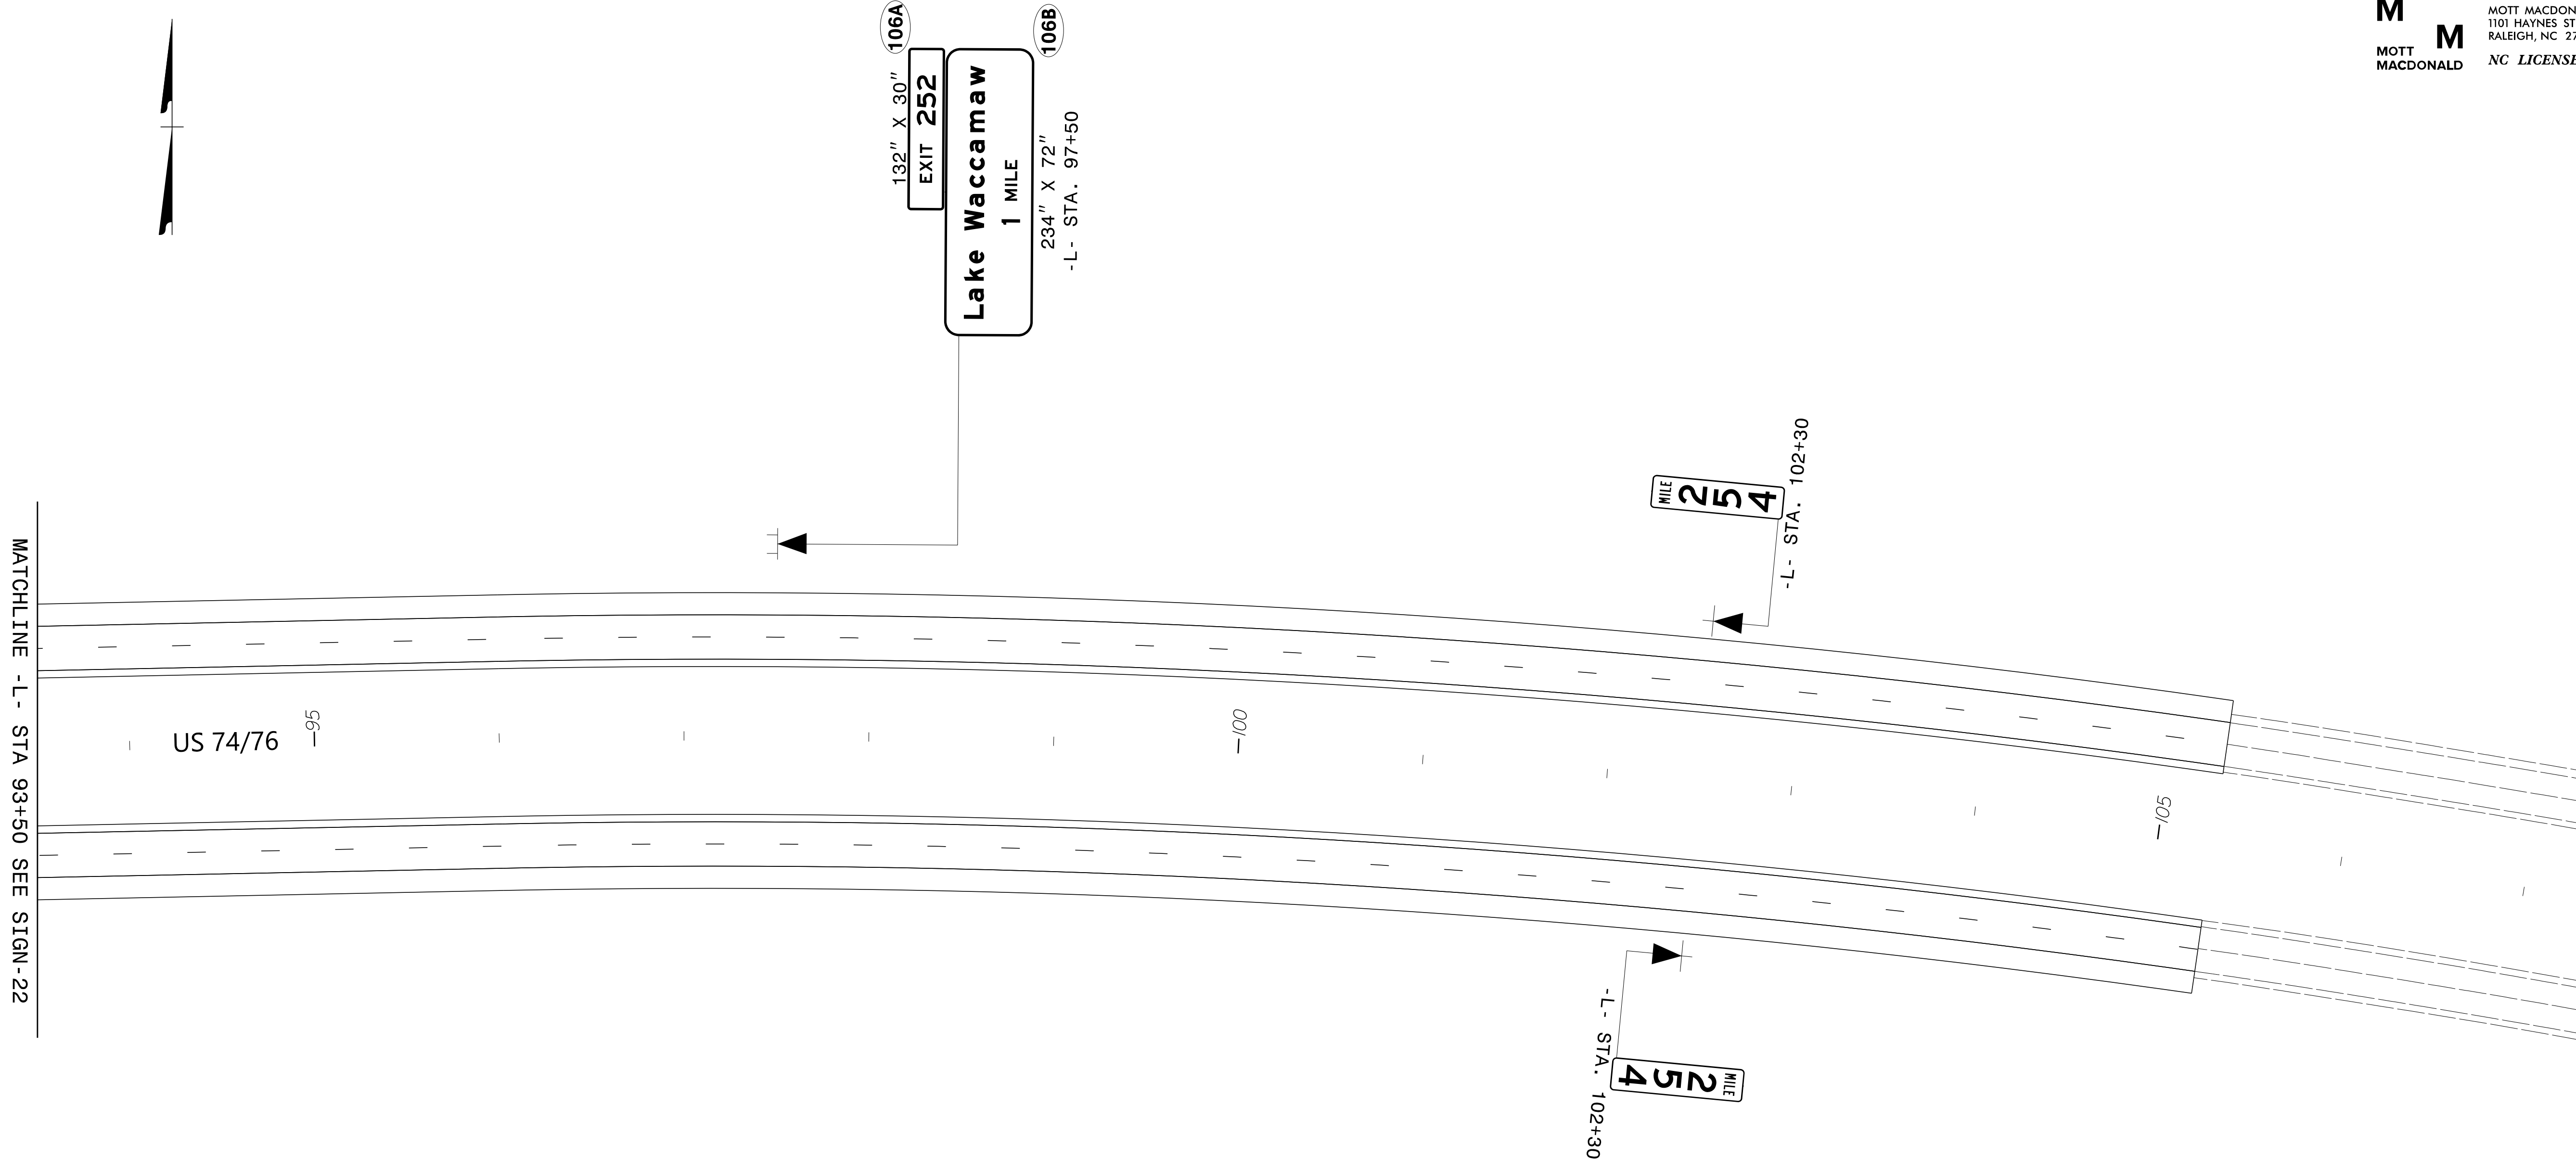 106A
132" X 30"
EXIT 252
Lake Waccamaw
1 MILE
106B
234" X 72"
-L- STA. 97+50
M
M
MOTT
MACDONALD
MOTT MACDON
1101 HAYNES ST
RALEIGH, NC 27
NC LICENSE
MILE
254
-L- STA. 102+30
MATCHLINE -L- STA 93+50 SEE SIGN-22
US 74/76
95
100
105
-L- STA. 102+30
MILE
254